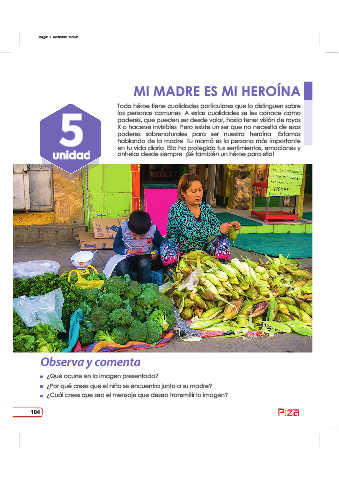 MI MADRE ES MI HEROÍNA
5
unidad
Todo héroe tiene cualidades particulares que lo distinguen sobre
las personas comunes. A estas cualidades se les conoce como
poderes, que pueden ser desde volar, hasta tener visión de rayos
X o hacerse invisibles. Pero existe un ser que no necesita de esos
poderes sobrenaturales para ser nuestra heroína. Estamos
hablando de la madre. Tu mamá es la persona más importante
en tu vida diaria. Ella ha protegido tus sentimientos, emociones y
anhelos desde siempre. ¡Sé también un héroe para ella!
Observa y comenta
¿Qué ocurre en la imagen presentada?
¿Por qué crees que el niño se encuentra junto a su madre?
¿Cuál crees que sea el mensaje que desea transmitir la imagen?
104